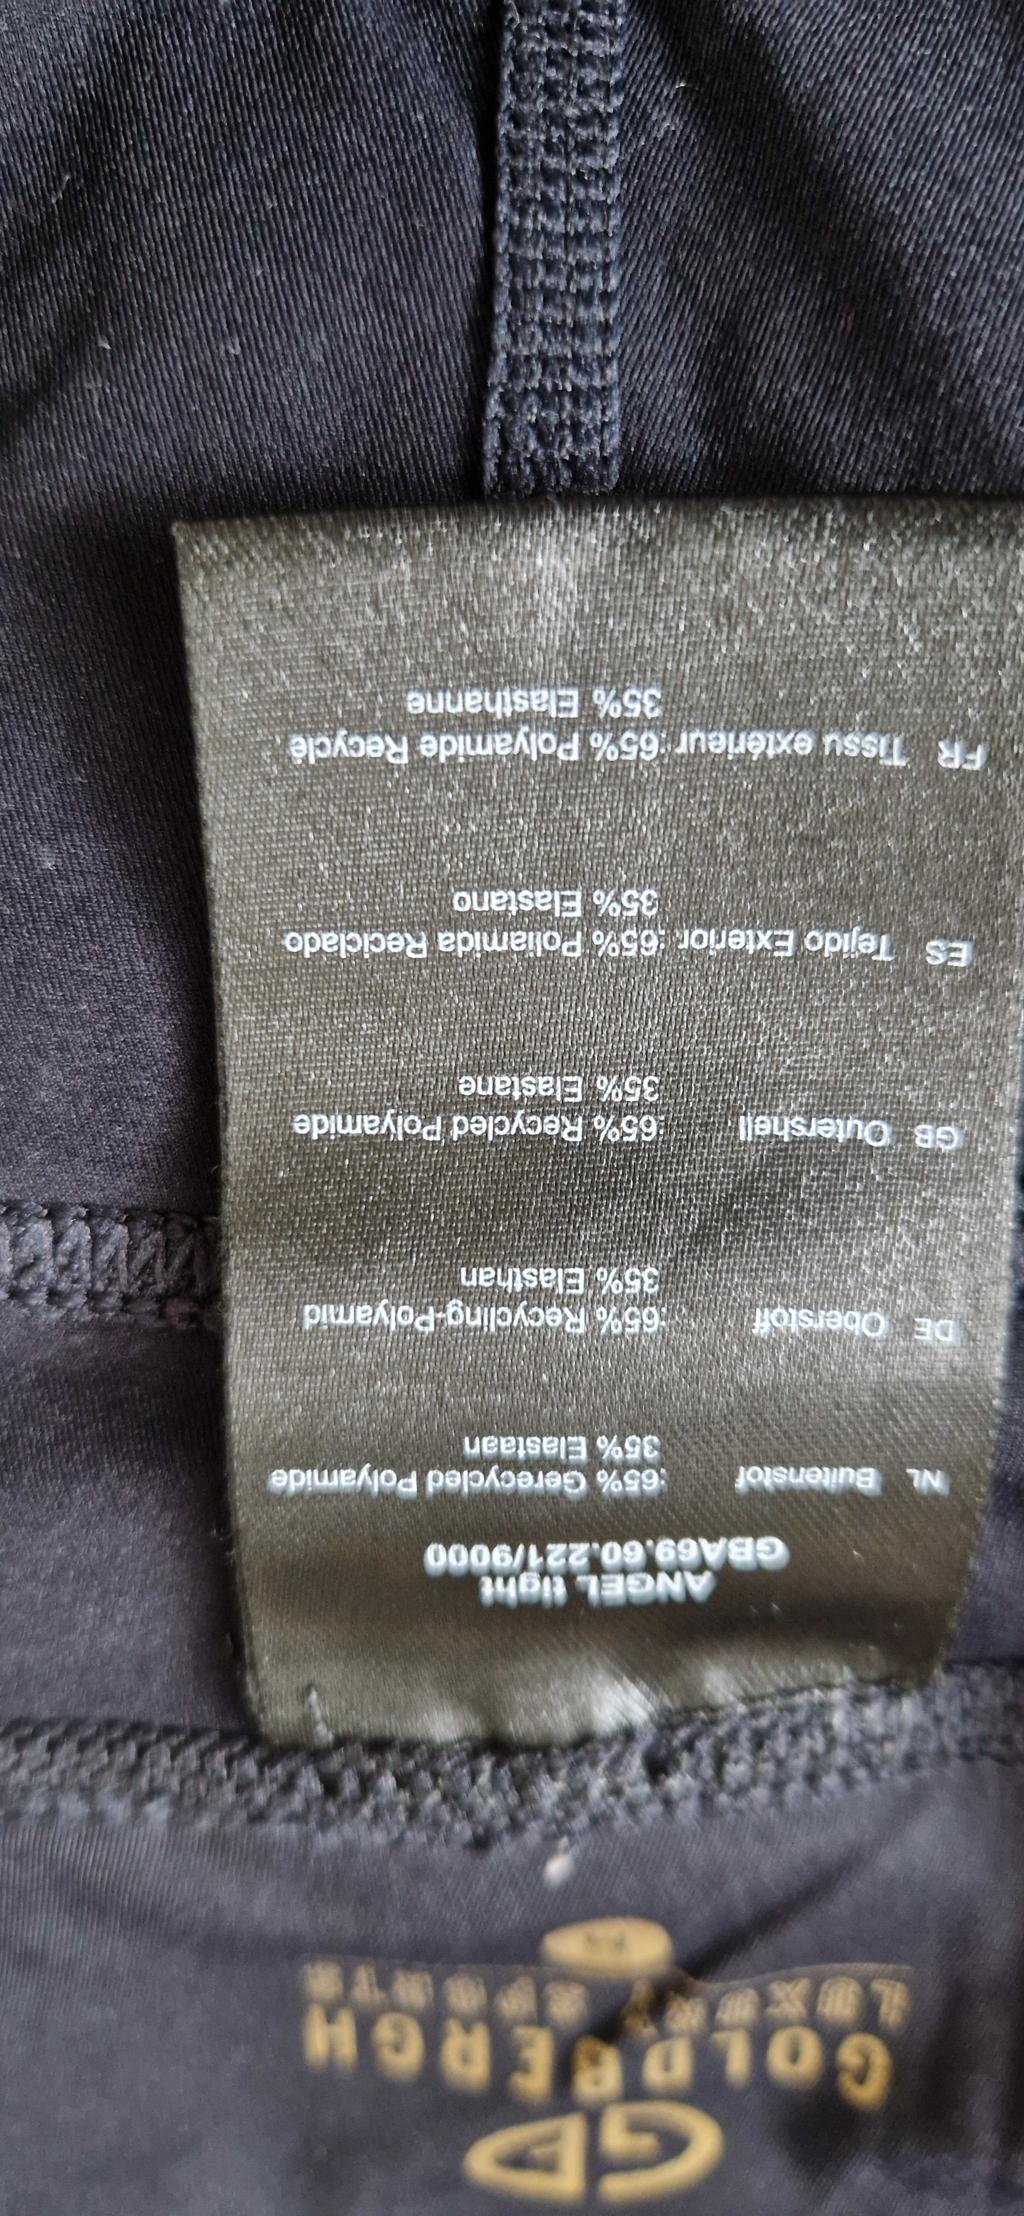 GOLDBERGH
LUXURY SPORTS
ANGEL tight
GBA69.60.221/9000
NL Buitenstof :65% Gerecycled Polyamide
35% Elastaan
DE Oberstoff :65% Recycling-Polyamid
35% Elasthan
GB Outershell :65% Recycled Polyamide
35% Elastane
ES Tejido Exterior :65% Poliamida Reciclado
35% Elastano
FR Tissu extérieur :65% Polyamide Recyclé
35% Elasthanne